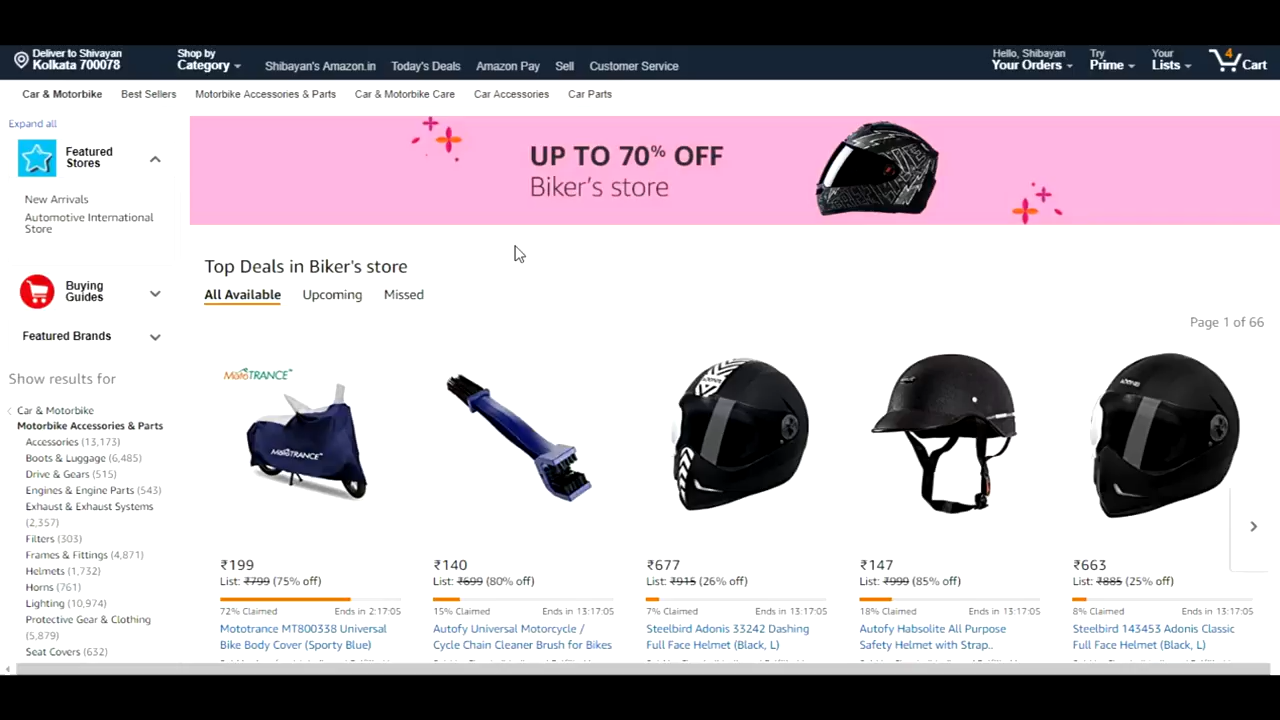 Deliver to Shivayan
Kolkata 700078
Shop by
Category
Shibayan's Amazon.in
Today's Deals
Amazon Pay
Sell
Customer Service
Hello, Shibayan
Your Orders
Try
Prime
Your
Lists
4
Cart
Car & Motorbike
Best Sellers
Motorbike Accessories & Parts
Car & Motorbike Care
Car Accessories
Car Parts
Expand all
Featured
Stores
New Arrivals
Automotive International
Store
Buying
Guides
Featured Brands
Show results for
Car & Motorbike
Motorbike Accessories & Parts
Accessories (13,173)
Boots & Luggage (6,485)
Drive & Gears (515)
Engines & Engine Parts (543)
Exhaust & Exhaust Systems
(2,357)
Filters (303)
Frames & Fittings (4,871)
Helmets (1,732)
Horns (761)
Lighting (10,974)
Protective Gear & Clothing
(5,879)
Seat Covers (632)
UP TO 70% OFF
Biker's store
Top Deals in Biker's store
All Available
Upcoming
Missed
Page 1 of 66
MotoTRANCE™
MotoTRANCE™
₹199
List: ₹799 (75% off)
72% Claimed
Ends in 2:17:05
Mototrance MT800338 Universal
Bike Body Cover (Sporty Blue)
₹140
List: ₹699 (80% off)
15% Claimed
Ends in 13:17:05
Autofy Universal Motorcycle /
Cycle Chain Cleaner Brush for Bikes
₹677
List: ₹915 (26% off)
7% Claimed
Ends in 13:17:05
Steelbird Adonis 33242 Dashing
Full Face Helmet (Black, L)
₹147
List: ₹999 (85% off)
18% Claimed
Ends in 13:17:05
Autofy Habsolite All Purpose
Safety Helmet with Strap..
₹663
List: ₹885 (25% off)
8% Claimed
Ends in 13:17:05
Steelbird 143453 Adonis Classic
Full Face Helmet (Black, L)